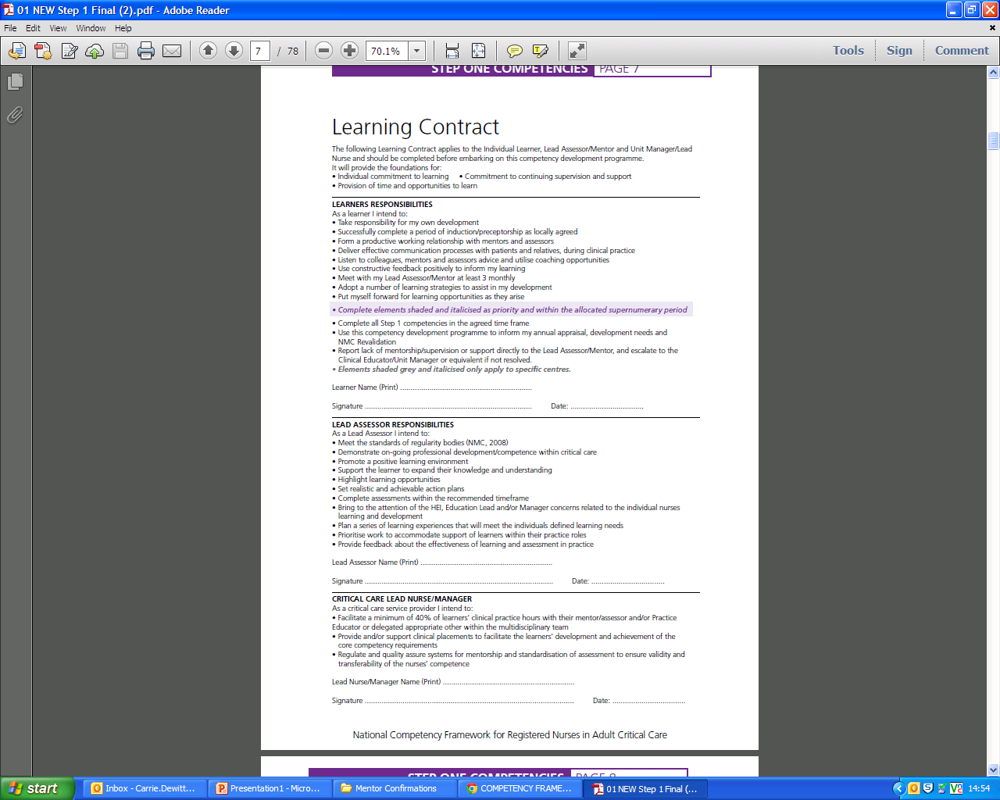 01 NEW Step 1 Final (2).pdf - Adobe Reader
File Edit View Window Help
7 / 78 70.1% Tools Sign Comment
STEP ONE COMPETENCIES PAGE 7
Learning Contract
The following Learning Contract applies to the Individual Learner, Lead Assessor/Mentor and Unit Manager/Lead
Nurse and should be completed before embarking on this competency development programme.
It will provide the foundations for:
• Individual commitment to learning • Commitment to continuing supervision and support
• Provision of time and opportunities to learn
LEARNERS RESPONSIBILITIES
As a learner I intend to:
• Take responsibility for my own development
• Successfully complete a period of induction/preceptorship as locally agreed
• Form a productive working relationship with mentors and assessors
• Deliver effective communication processes with patients and relatives, during clinical practice
• Listen to colleagues, mentors and assessors advice and utilise coaching opportunities
• Use constructive feedback positively to inform my learning
• Meet with my Lead Assessor/Mentor at least 3 monthly
• Adopt a number of learning strategies to assist in my development
• Put myself forward for learning opportunities as they arise
• Complete elements shaded and italicised as priority and within the allocated supernumerary period
• Complete all Step 1 competencies in the agreed time frame
• Use this competency development programme to inform my annual appraisal, development needs and
NMC Revalidation
• Report lack of mentorship/supervision or support directly to the Lead Assessor/Mentor, and escalate to the
Clinical Educator/Unit Manager or equivalent if not resolved.
• Elements shaded grey and italicised only apply to specific centres.
Learner Name (Print) ................................................................
Signature ................................................................................ Date: ...................................
LEAD ASSESSOR RESPONSIBILITIES
As a Lead Assessor I intend to:
• Meet the standards of regularity bodies (NMC, 2008)
• Demonstrate on-going professional development/competence within critical care
• Promote a positive learning environment
• Support the learner to expand their knowledge and understanding
• Highlight learning opportunities
• Set realistic and achievable action plans
• Complete assessments within the recommended timeframe
• Bring to the attention of the HEI, Education Lead and/or Manager concerns related to the individual nurses
learning and development
• Plan a series of learning experiences that will meet the individuals defined learning needs
• Prioritise work to accommodate support of learners within their practice roles
• Provide feedback about the effectiveness of learning and assessment in practice
Lead Assessor Name (Print) ................................................................
Signature .......................................................................................... Date: ...................................
CRITICAL CARE LEAD NURSE/MANAGER
As a critical care service provider I intend to:
• Facilitate a minimum of 40% of learners' clinical practice hours with their mentor/assessor and/or Practice
Educator or delegated appropriate other within the multidisciplinary team
• Provide and/or support clinical placements to facilitate the learners' development and achievement of the
core competency requirements
• Regulate and quality assure systems for mentorship and standardisation of assessment to ensure validity and
transferability of the nurses' competence
Lead Nurse/Manager Name (Print) ................................................................
Signature .................................................................................................... Date: ...................................
National Competency Framework for Registered Nurses in Adult Critical Care
STEP ONE COMPETENCIES PAGE 8
start Inbox - Carrie.Dewitt... Presentation1 - Micro... Mentor Confirmations COMPETENCY FRAME... 01 NEW Step 1 Final (... 14:54